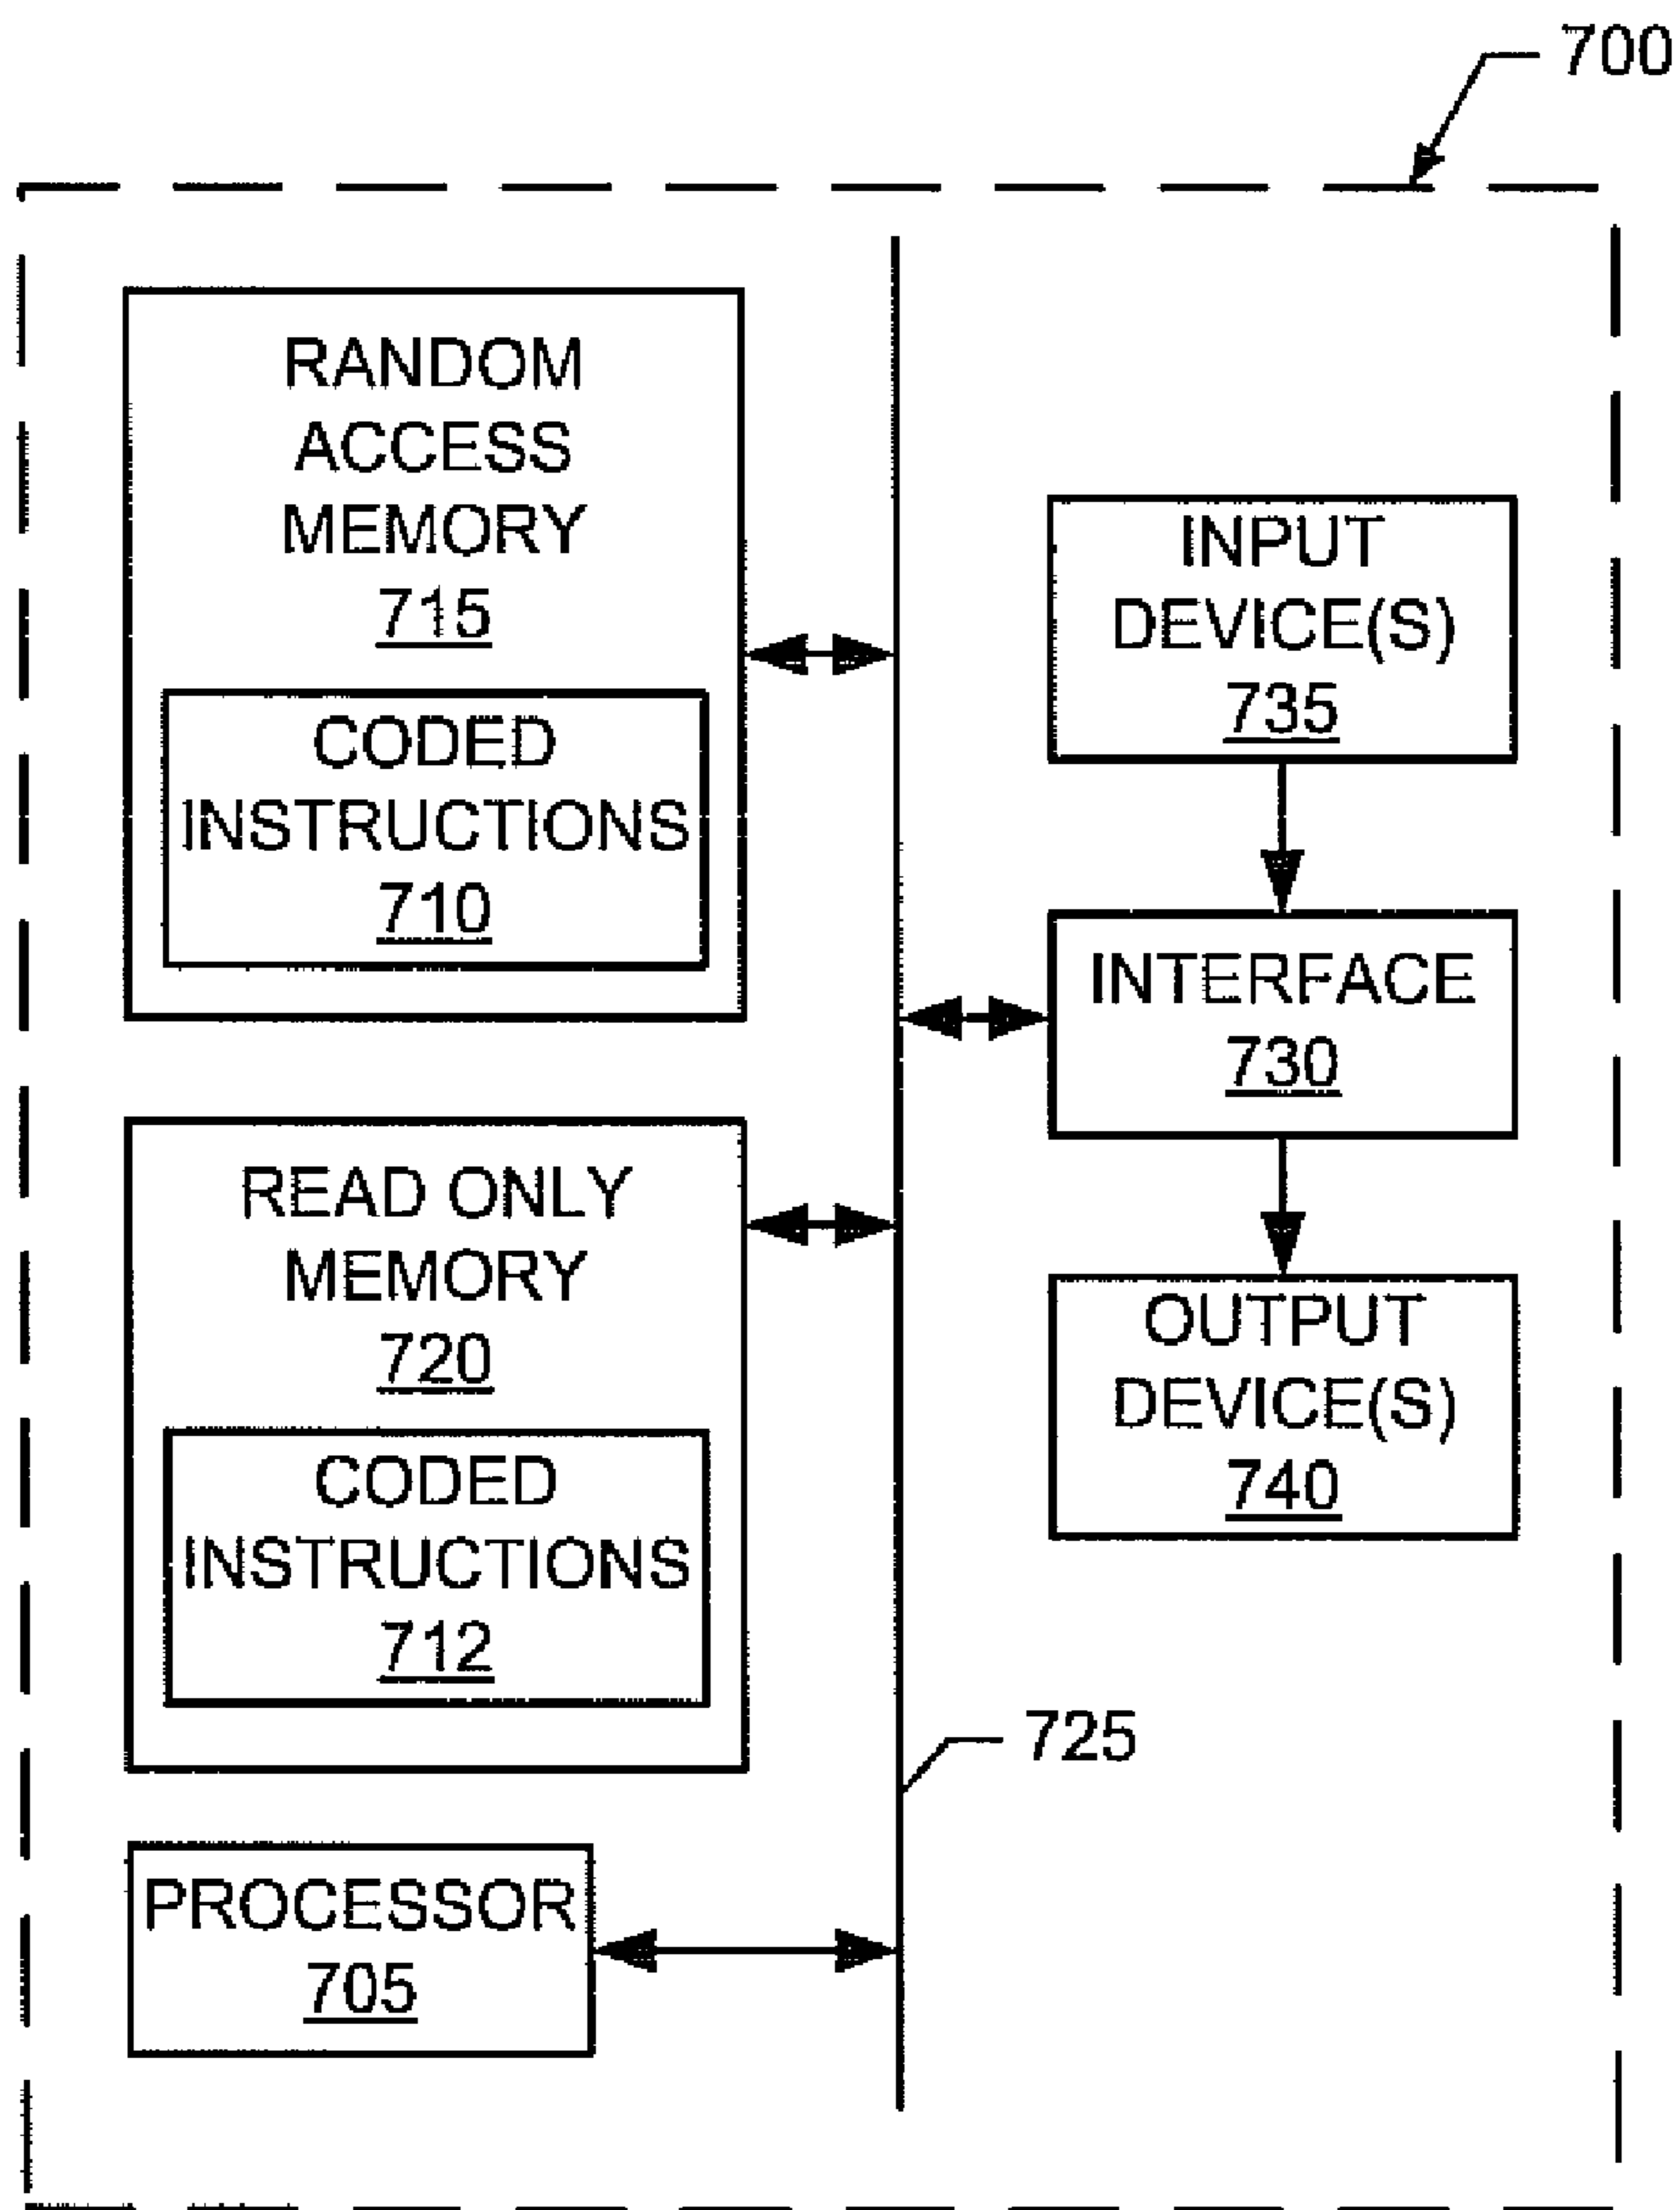 700
RANDOM
ACCESS
MEMORY
715
CODED
INSTRUCTIONS
710
READ ONLY
MEMORY
720
CODED
INSTRUCTIONS
712
PROCESSOR
705
INPUT
DEVICE(S)
735
INTERFACE
730
OUTPUT
DEVICE(S)
740
725